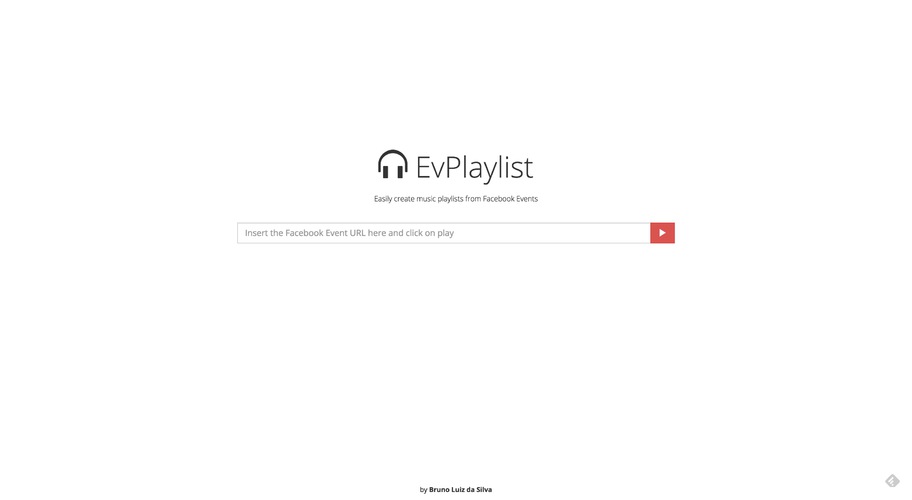 EvPlaylist
Easily create music playlists from Facebook Events
Insert the Facebook Event URL here and click on play
by Bruno Luiz da Silva